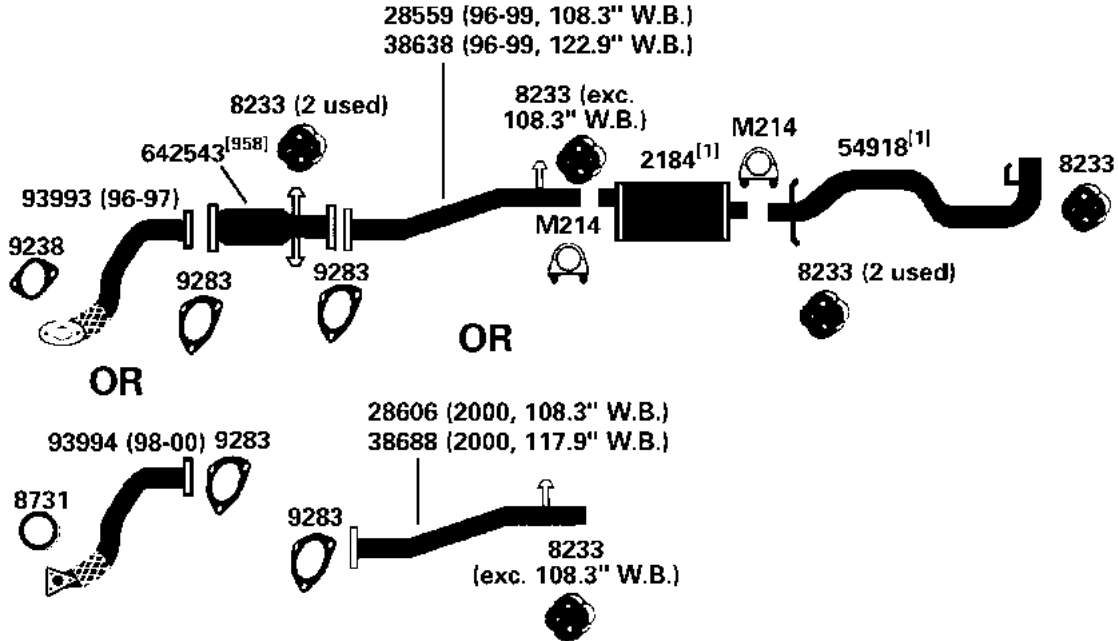 28559 (96-99, 108.3" W.B.)
38638 (96-99, 122.9" W.B.)
8233 (2 used)
8233 (exc.
108.3" W.B.)
M214
642543[958]
2184[1]
54918[1]
8233
93993 (96-97)
M214
9238
9283
9283
8233 (2 used)
OR
OR
28606 (2000, 108.3" W.B.)
38688 (2000, 117.9" W.B.)
93994 (98-00)
9283
8731
9283
8233
(exc. 108.3" W.B.)